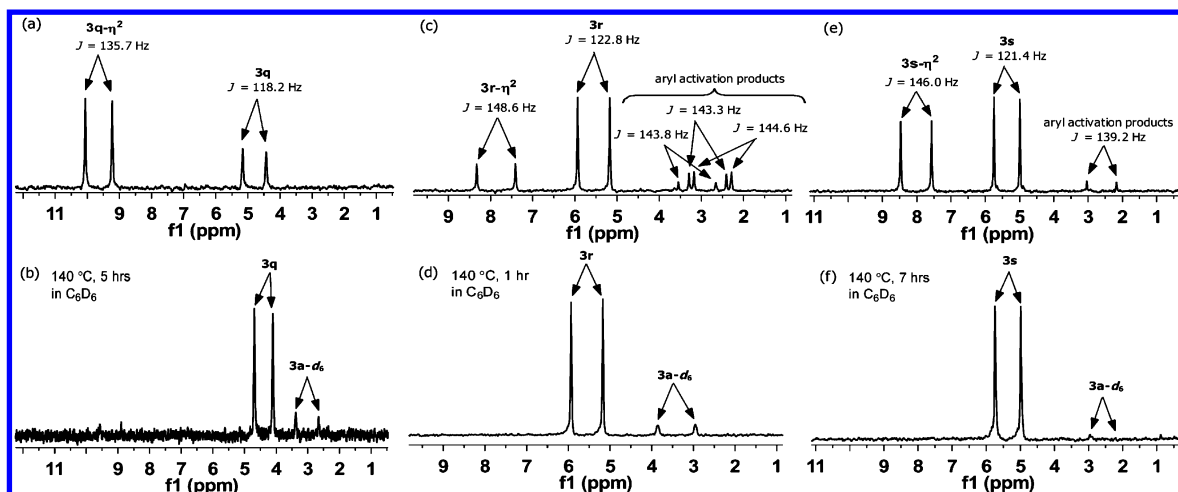 (a)
3q-η²
J = 135.7 Hz
3q
J = 118.2 Hz
11 9 7 6 5 4 3 2 1
f1 (ppm)
(b) 140 °C, 5 hrs
in C₆D₆
3q
3a-d₆
11 9 7 6 5 4 3 2 1
f1 (ppm)
(c)
3r-η²
J = 148.6 Hz
3r
J = 122.8 Hz
aryl activation products
J = 143.3 Hz
J = 143.8 Hz
J = 144.6 Hz
11 9 8 7 6 5 4 3 2 1
f1 (ppm)
(d) 140 °C, 1 hr
in C₆D₆
3r
3a-d₆
11 9 8 7 6 5 4 3 2 1
f1 (ppm)
(e)
3s-η²
J = 146.0 Hz
3s
J = 121.4 Hz
aryl activation products
J = 139.2 Hz
11 9 8 7 6 5 4 3 2 1
f1 (ppm)
(f) 140 °C, 7 hrs
in C₆D₆
3s
3a-d₆
11 9 8 7 6 5 4 3 2 1
f1 (ppm)